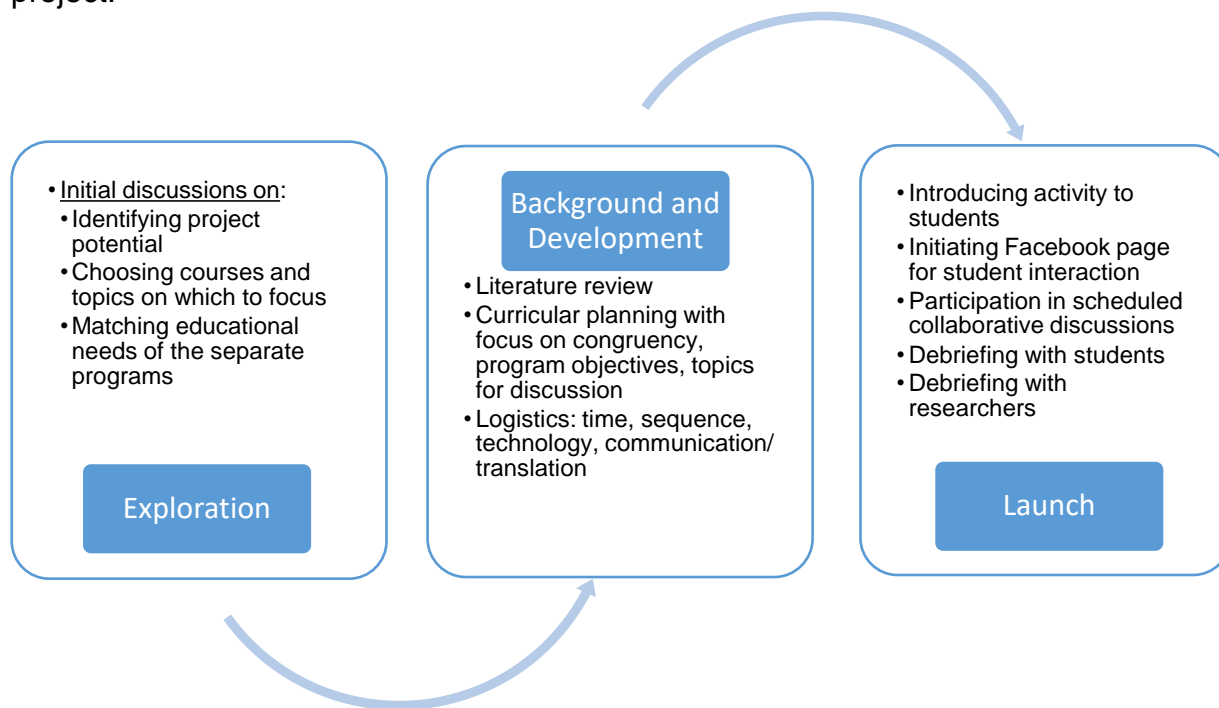 project.
• Initial discussions on:
• Identifying project
potential
• Choosing courses and
topics on which to focus
• Matching educational
needs of the separate
programs
Exploration
Background and
Development
• Literature review
• Curricular planning with
focus on congruency,
program objectives, topics
for discussion
• Logistics: time, sequence,
technology, communication/
translation
• Introducing activity to
students
• Initiating Facebook page
for student interaction
• Participation in scheduled
collaborative discussions
• Debriefing with students
• Debriefing with
researchers
Launch